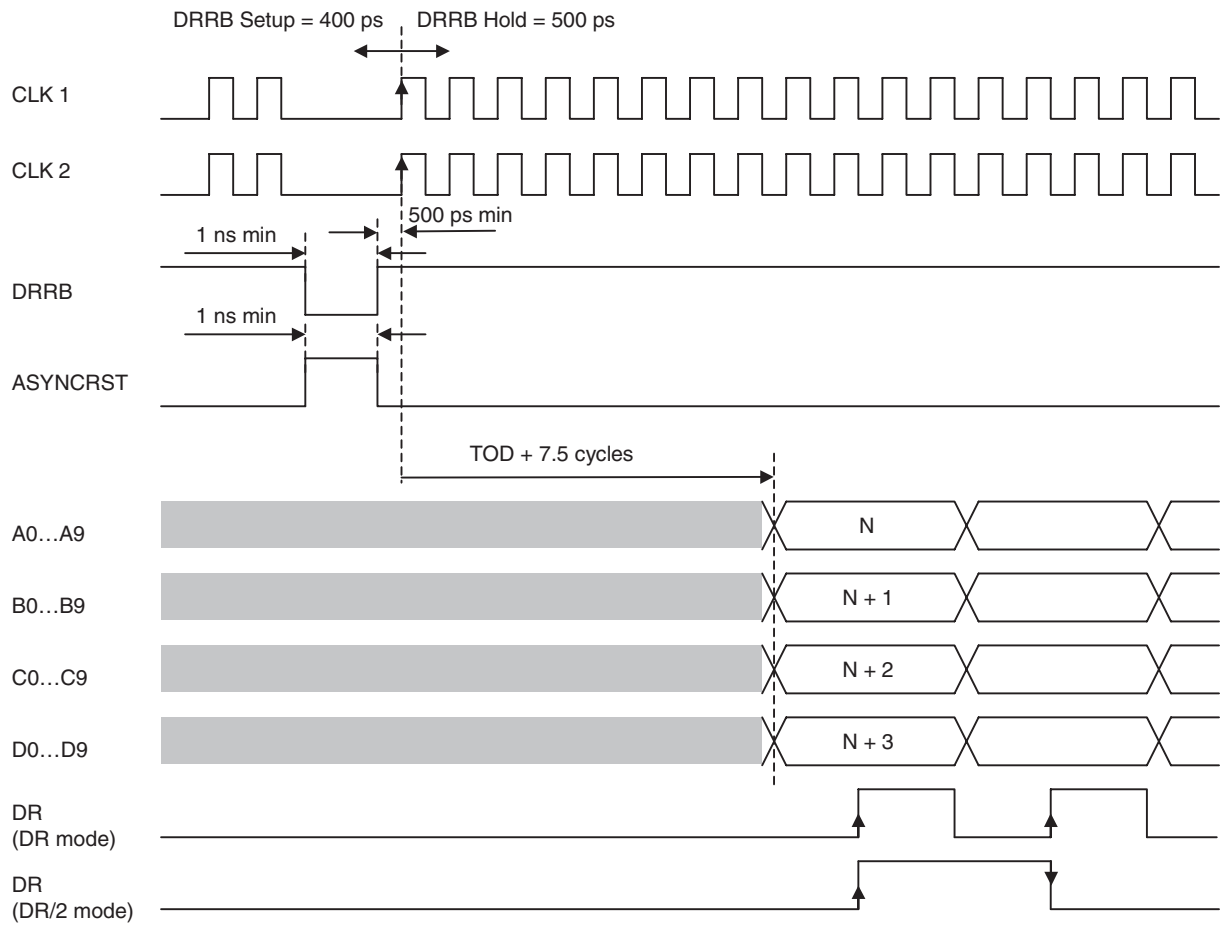 DRRB Setup = 400 ps DRRB Hold = 500 ps
CLK 1
CLK 2
500 ps min
1 ns min
DRRB
1 ns min
ASYNCRST
TOD + 7.5 cycles
A0...A9 N
B0...B9 N + 1
C0...C9 N + 2
D0...D9 N + 3
DR
(DR mode)
DR
(DR/2 mode)